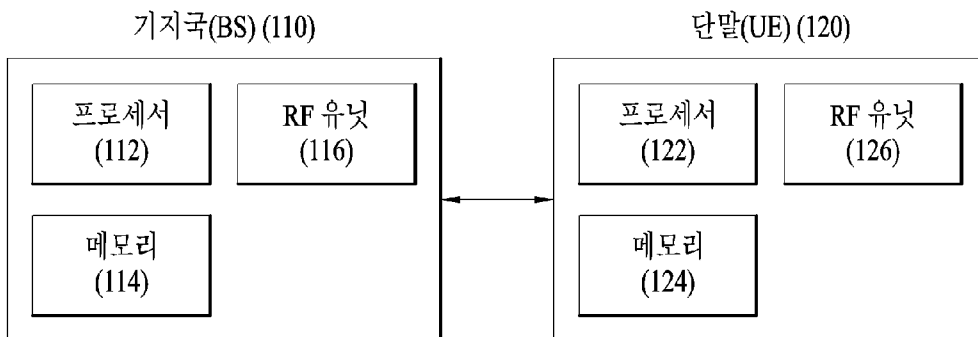 기지국(BS) (110)
단말(UE) (120)
프로세서
(112)
RF 유닛
(116)
메모리
(114)
프로세서
(122)
RF 유닛
(126)
메모리
(124)